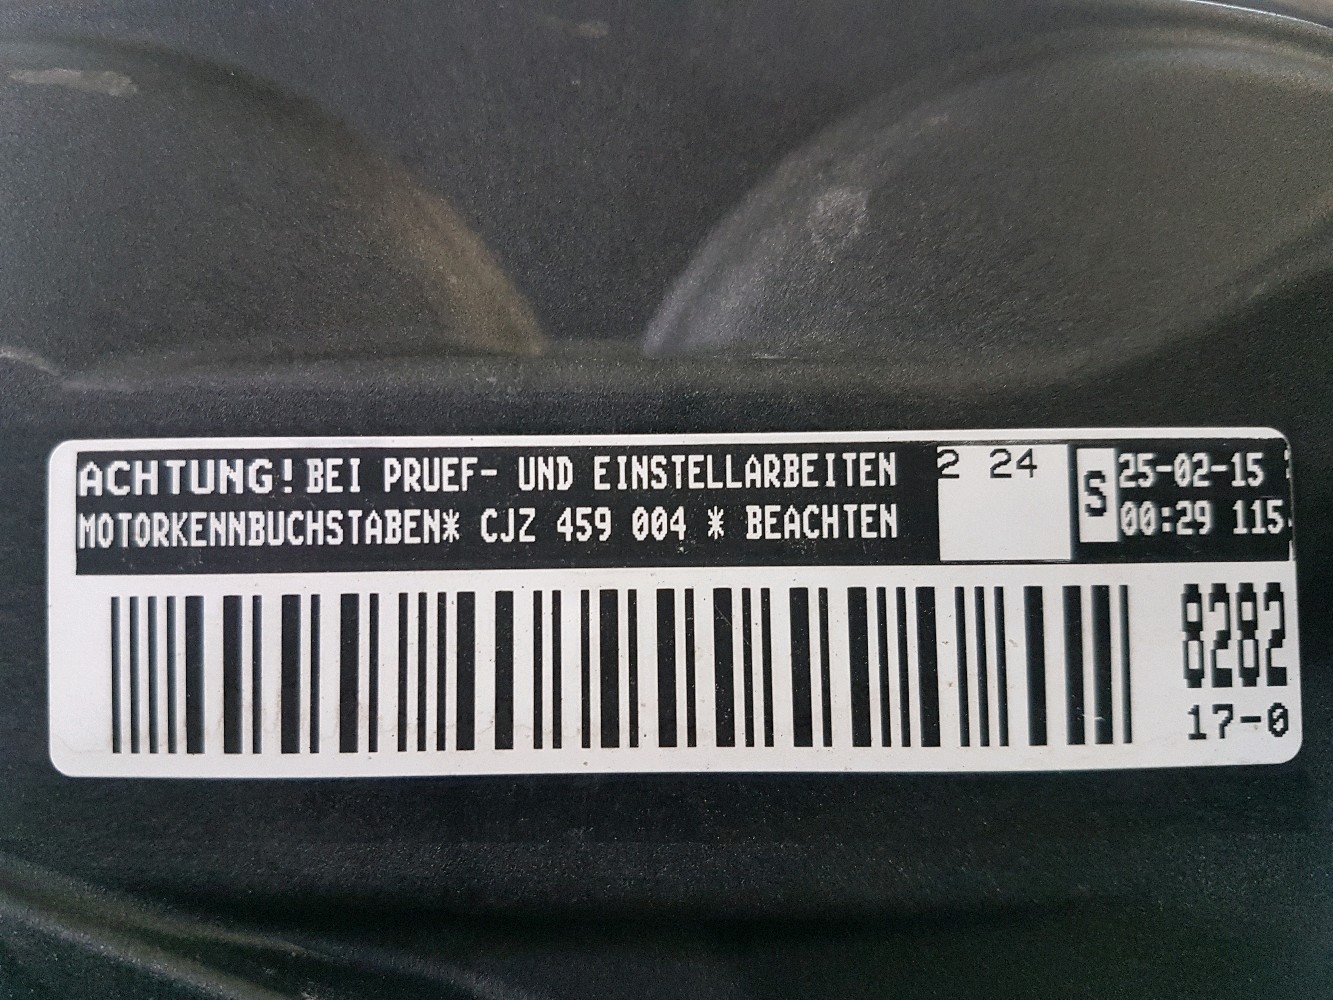 ACHTUNG! BEI PRUEF- UND EINSTELLARBEITEN
MOTORKENNBUCHSTABEN* CJZ 459 004 * BEACHTEN
2 24
S
25-02-15
00:29 115
8282
17-0